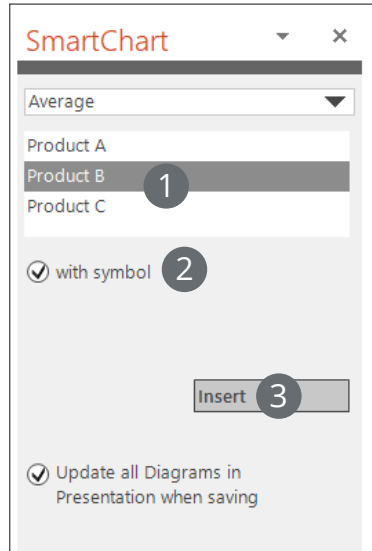 SmartChart
Average
Product A
Product B
1
Product C
with symbol
2
Insert
3
Update all Diagrams in
Presentation when saving